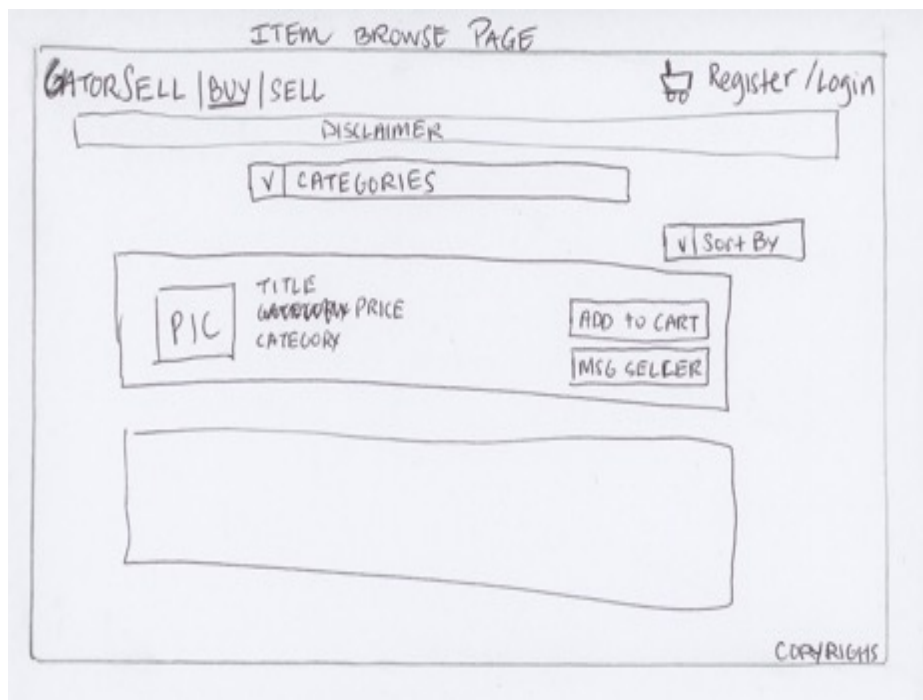 ITEM BROWSE PAGE
GATORSELL | BUY | SELL
Register / Login
DISCLAIMER
V CATEGORIES
V Sort By
PIC
TITLE
PRICE
CATEGORY
ADD TO CART
MSG SELLER
COPYRIGHTS